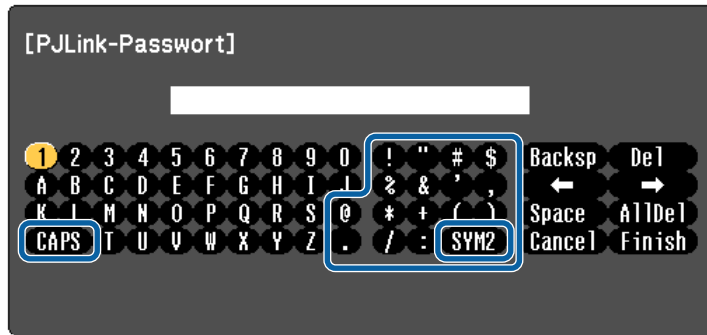 [PJLink-Passwort]
1 2 3 4 5 6 7 8 9 0 ! " # $ Backsp Del
A B C D E F G H I J % & ' , ← →
K L M N O P Q R S @ * + ( ) Space AllDel
CAPS T U V W X Y Z . / : SYM2 Cancel Finish